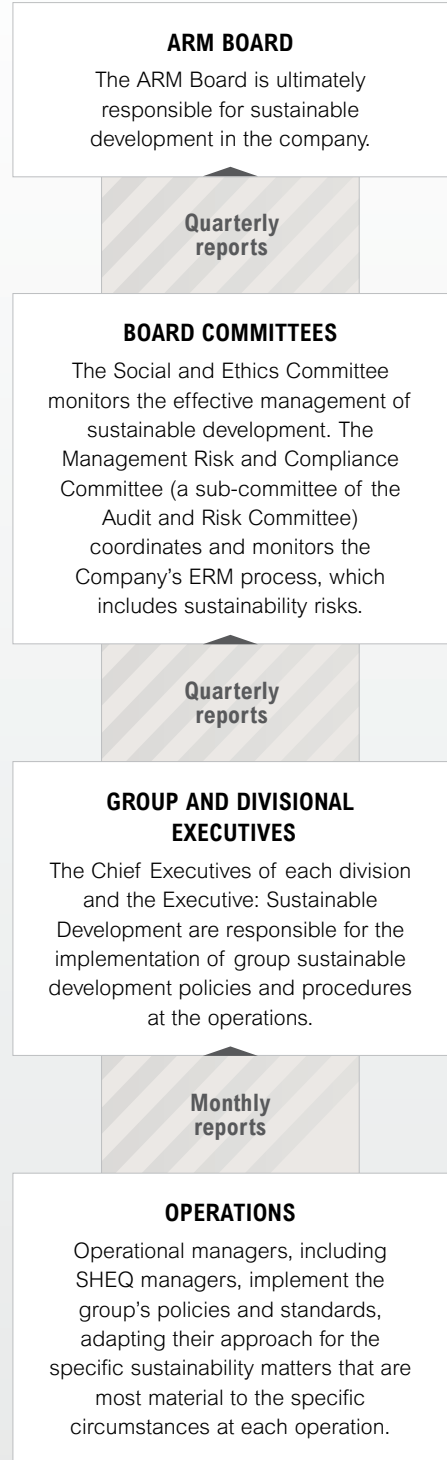 ARM BOARD
The ARM Board is ultimately
responsible for sustainable
development in the company.
Quarterly
reports
BOARD COMMITTEES
The Social and Ethics Committee
monitors the effective management of
sustainable development. The
Management Risk and Compliance
Committee (a sub-committee of the
Audit and Risk Committee)
coordinates and monitors the
Company's ERM process, which
includes sustainability risks.
Quarterly
reports
GROUP AND DIVISIONAL
EXECUTIVES
The Chief Executives of each division
and the Executive: Sustainable
Development are responsible for the
implementation of group sustainable
development policies and procedures
at the operations.
Monthly
reports
OPERATIONS
Operational managers, including
SHEQ managers, implement the
group's policies and standards,
adapting their approach for the
specific sustainability matters that are
most material to the specific
circumstances at each operation.